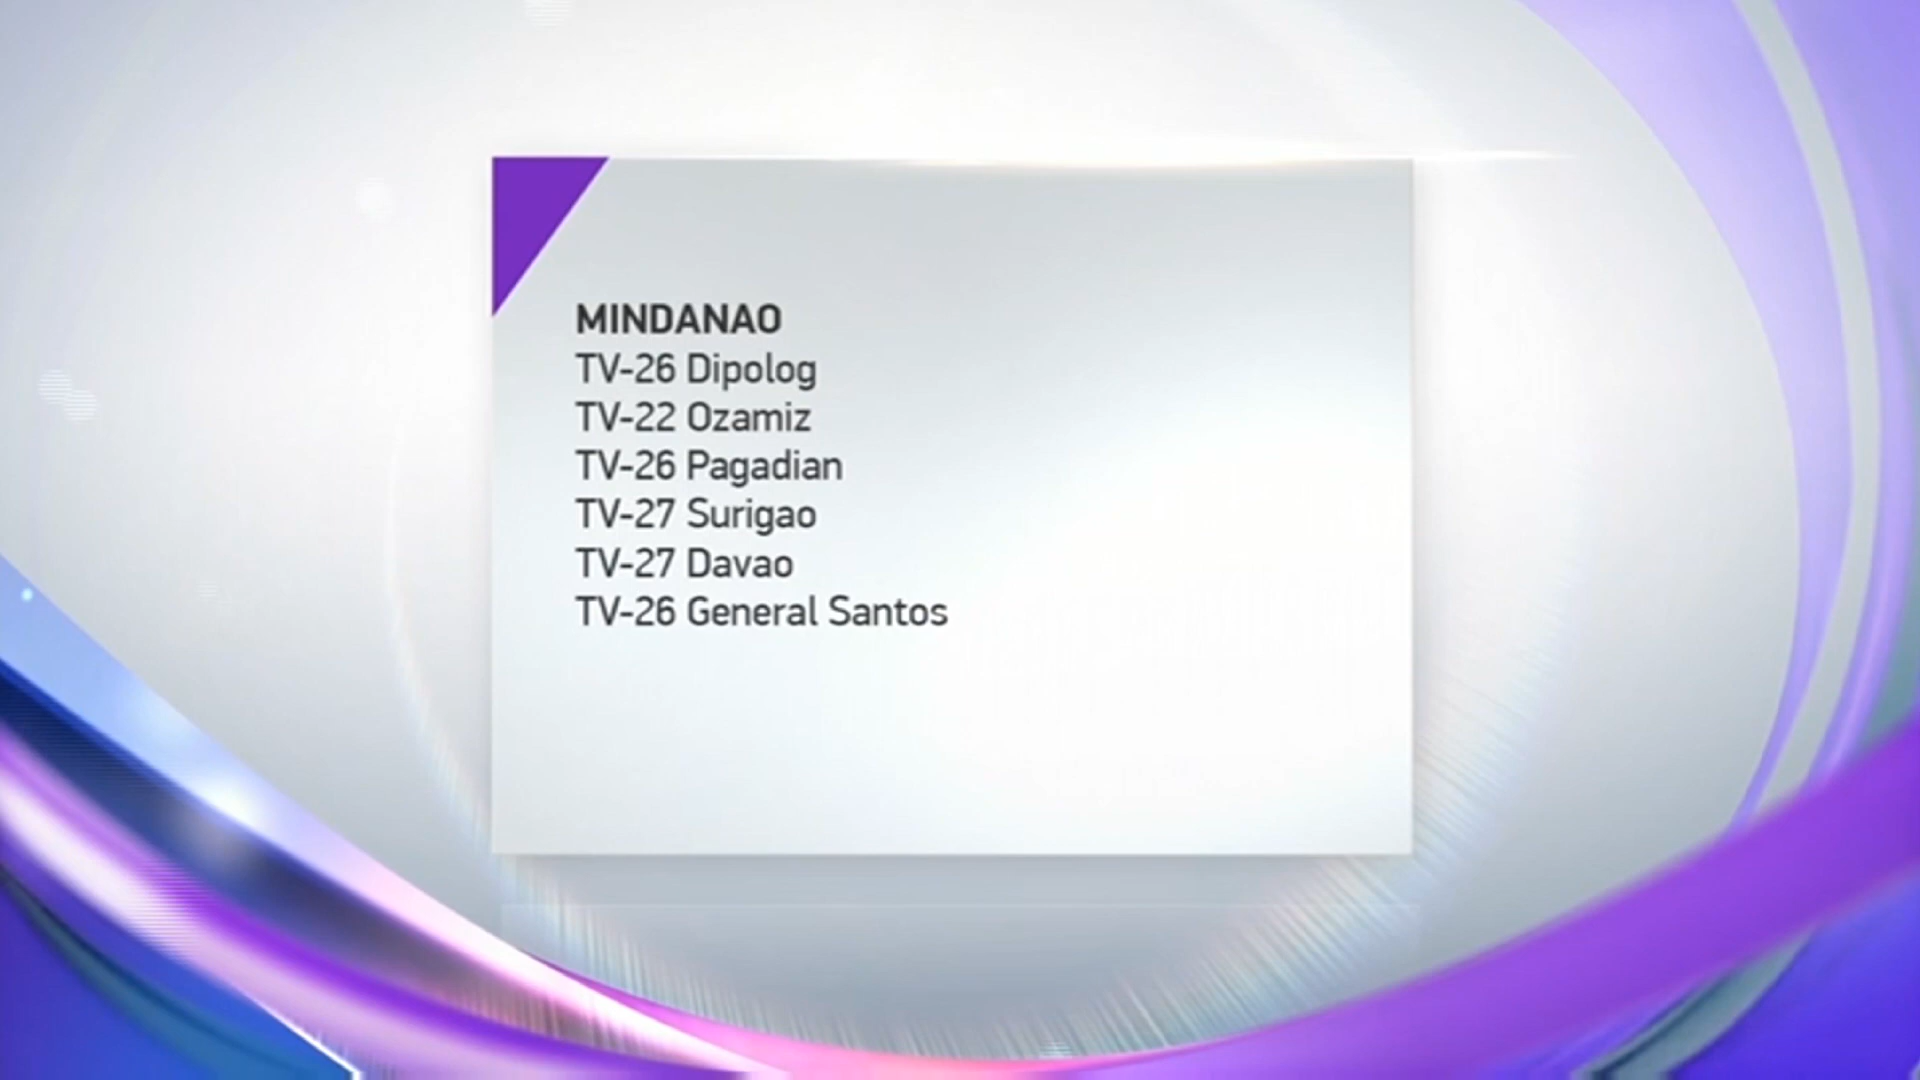 MINDANAO
TV-26 Dipolog
TV-22 Ozamiz
TV-26 Pagadian
TV-27 Surigao
TV-27 Davao
TV-26 General Santos